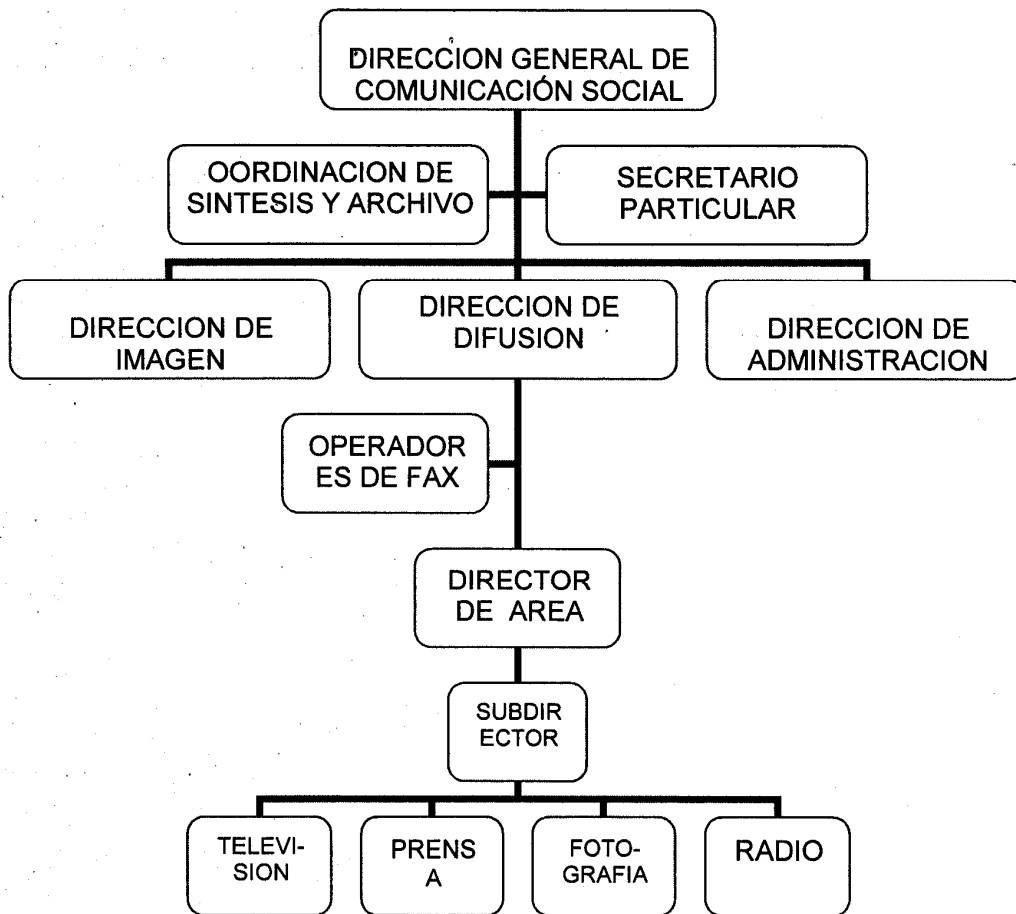 DIRECCION GENERAL DE
COMUNICACIÓN SOCIAL
OORDINACION DE
SINTESIS Y ARCHIVO
SECRETARIO
PARTICULAR
DIRECCION DE
IMAGEN
DIRECCION DE
DIFUSION
DIRECCION DE
ADMINISTRACION
OPERADOR
ES DE FAX
DIRECTOR
DE AREA
SUBDIR
ECTOR
TELEVI-
SION
PRENS
A
FOTO-
GRAFIA
RADIO